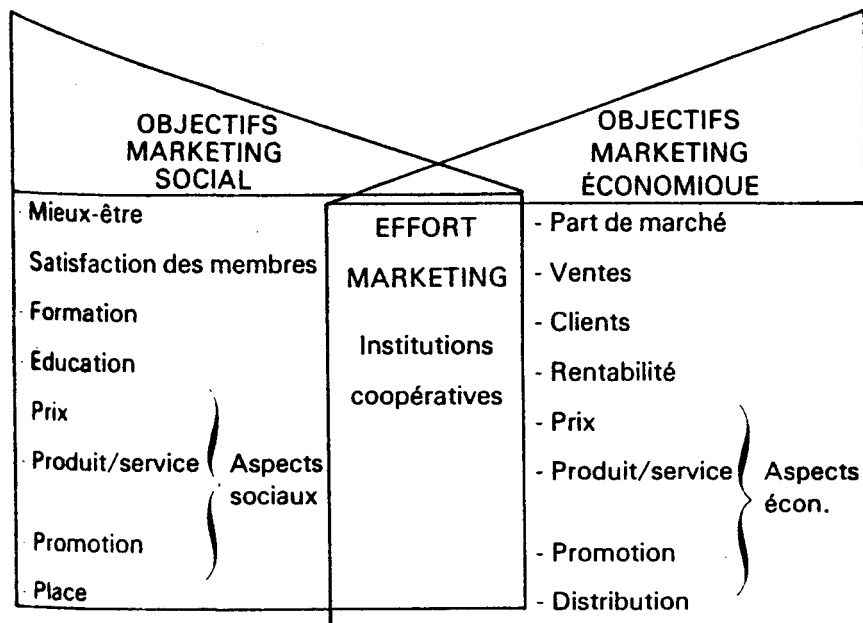 OBJECTIFS
MARKETING
SOCIAL
· Mieux-être
Satisfaction des membres
· Formation
· Éducation
Prix
· Produit/service
Aspects
sociaux
· Promotion
· Place
EFFORT
MARKETING
Institutions
coopératives
OBJECTIFS
MARKETING
ÉCONOMIQUE
- Part de marché
- Ventes
- Clients
- Rentabilité
- Prix
- Produit/service
Aspects
écon.
- Promotion
- Distribution